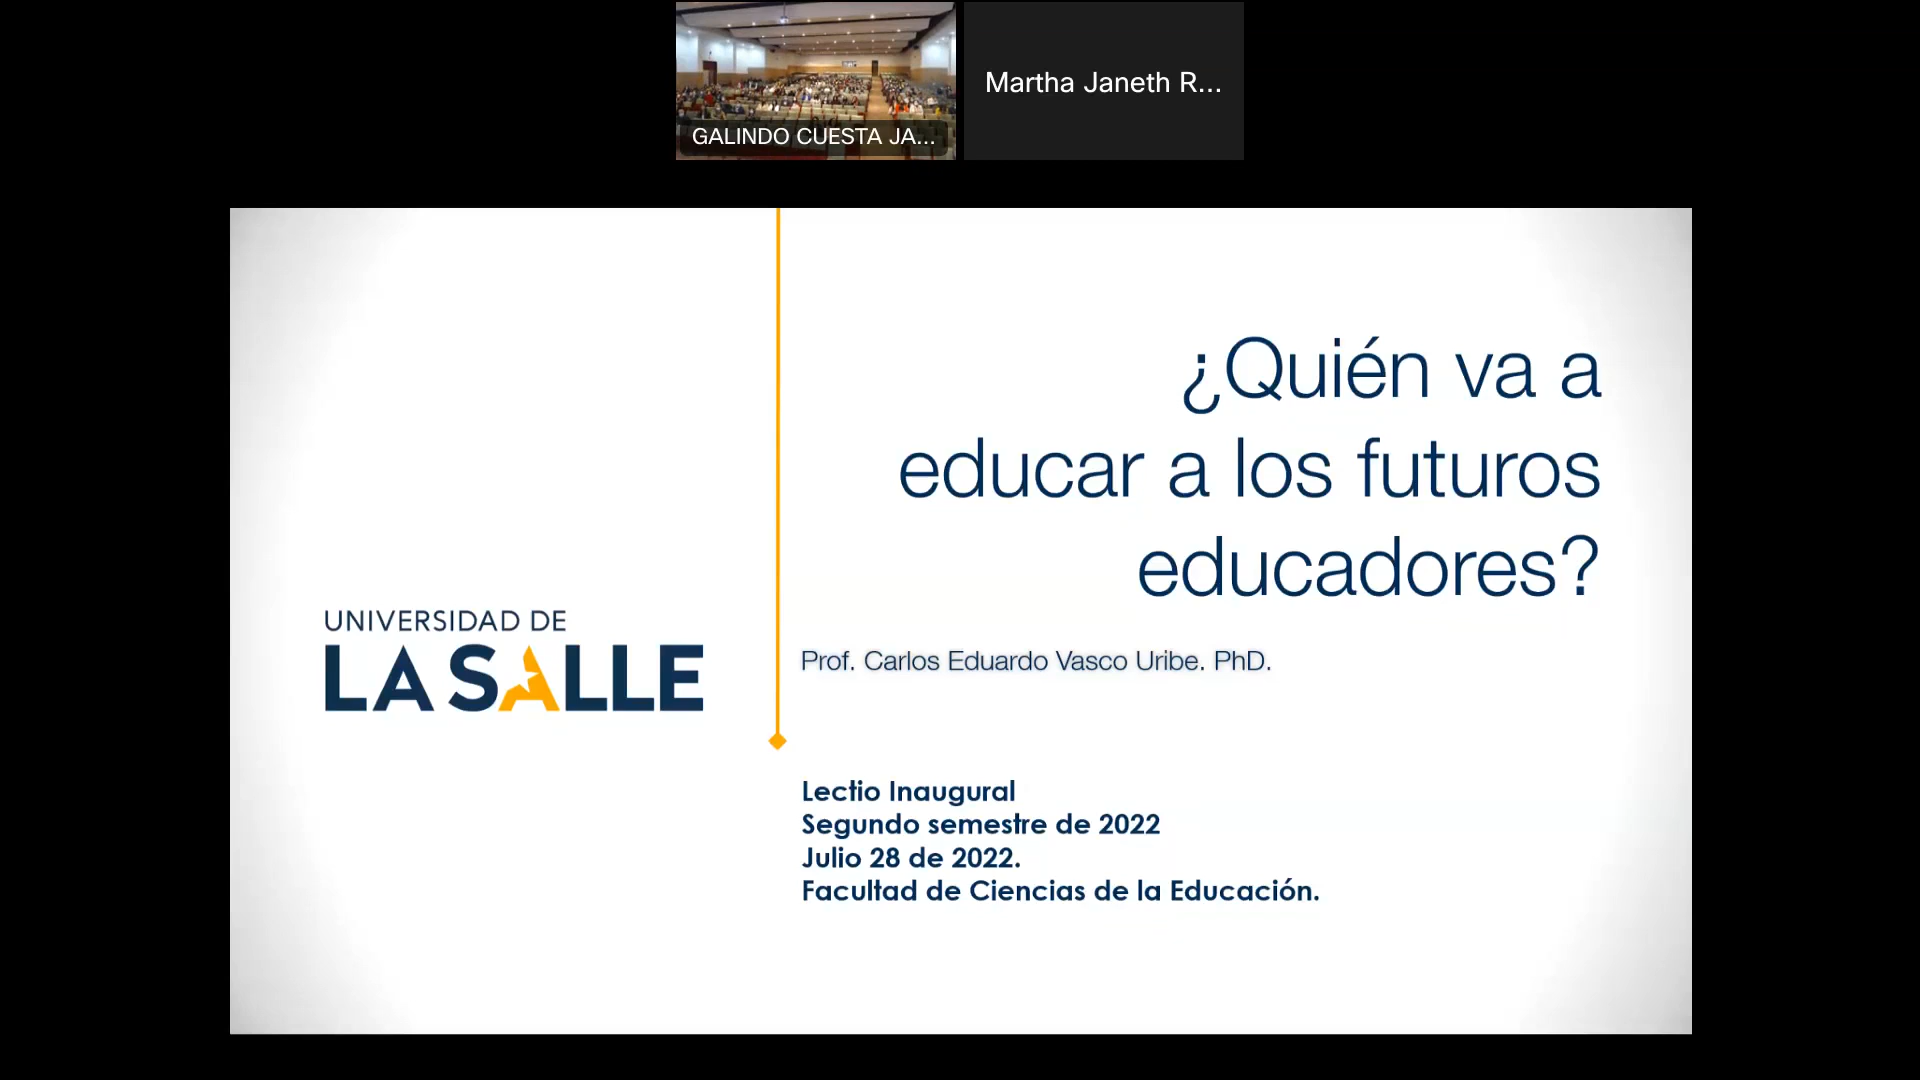 GALINDO CUESTA JA...
Martha Janeth R...
¿Quién va a
educar a los futuros
educadores?
UNIVERSIDAD DE
LA SALLE
Prof. Carlos Eduardo Vasco Uribe. PhD.
Lectio Inaugural
Segundo semestre de 2022
Julio 28 de 2022.
Facultad de Ciencias de la Educación.